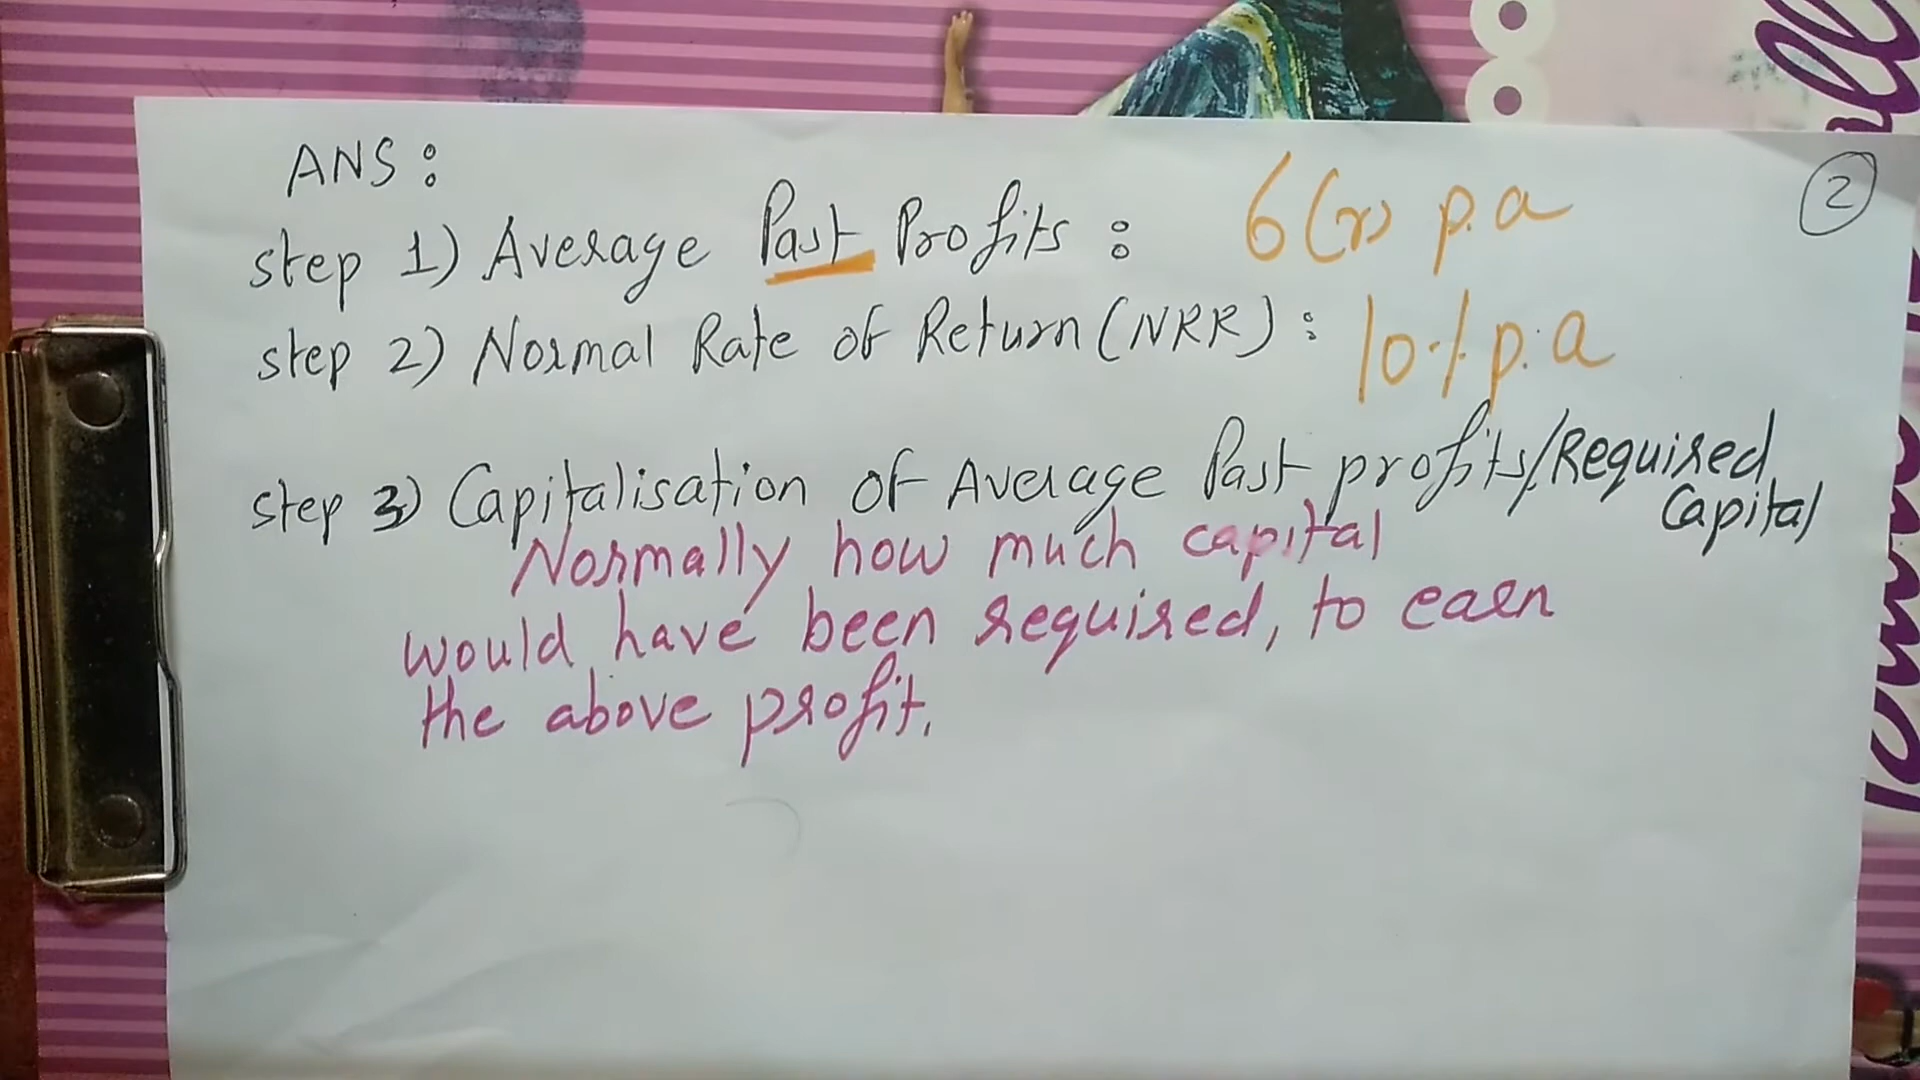 2
ANS:
step 1) Average Past Profits: 6(r) p.a
step 2) Normal Rate of Return (NRR): 10% p.a
step 3) Capitalisation of Average Past profits/Required
Capital
Normally how much capital
would have been required, to earn
the above profit.